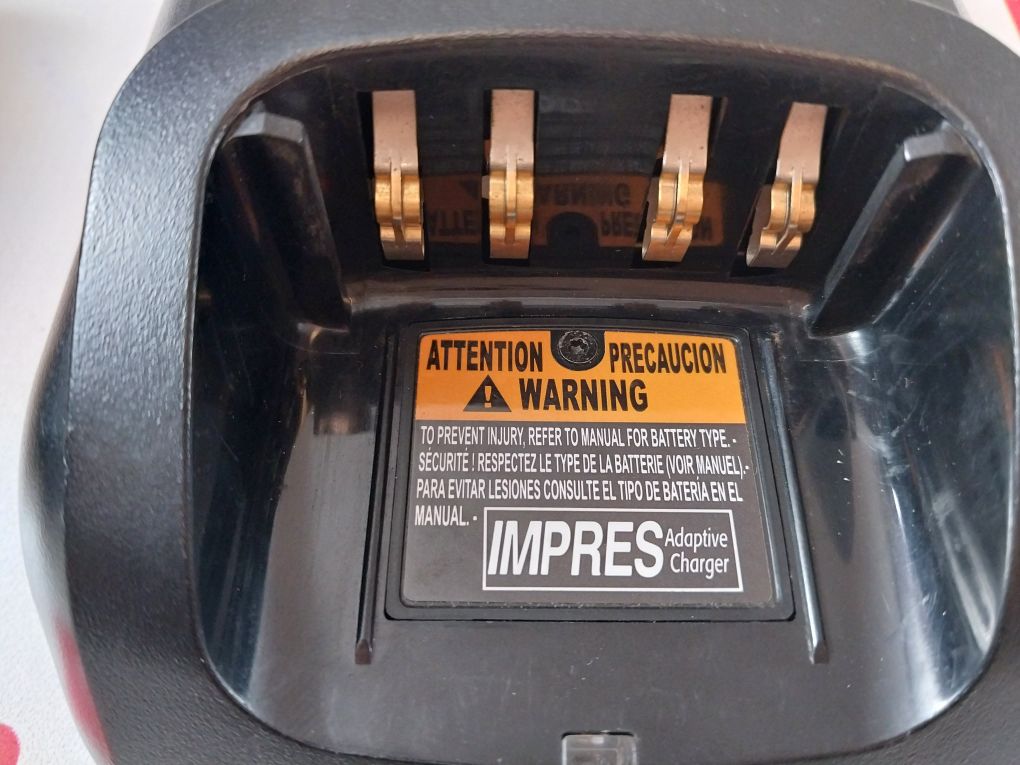 ATTENTION PRECAUCION
WARNING
TO PREVENT INJURY, REFER TO MANUAL FOR BATTERY TYPE. -
SÉCURITÉ ! RESPECTEZ LE TYPE DE LA BATTERIE (VOIR MANUEL).-
PARA EVITAR LESIONES CONSULTE EL TIPO DE BATERÍA EN EL
MANUAL. -
IMPRES Adaptive
Charger